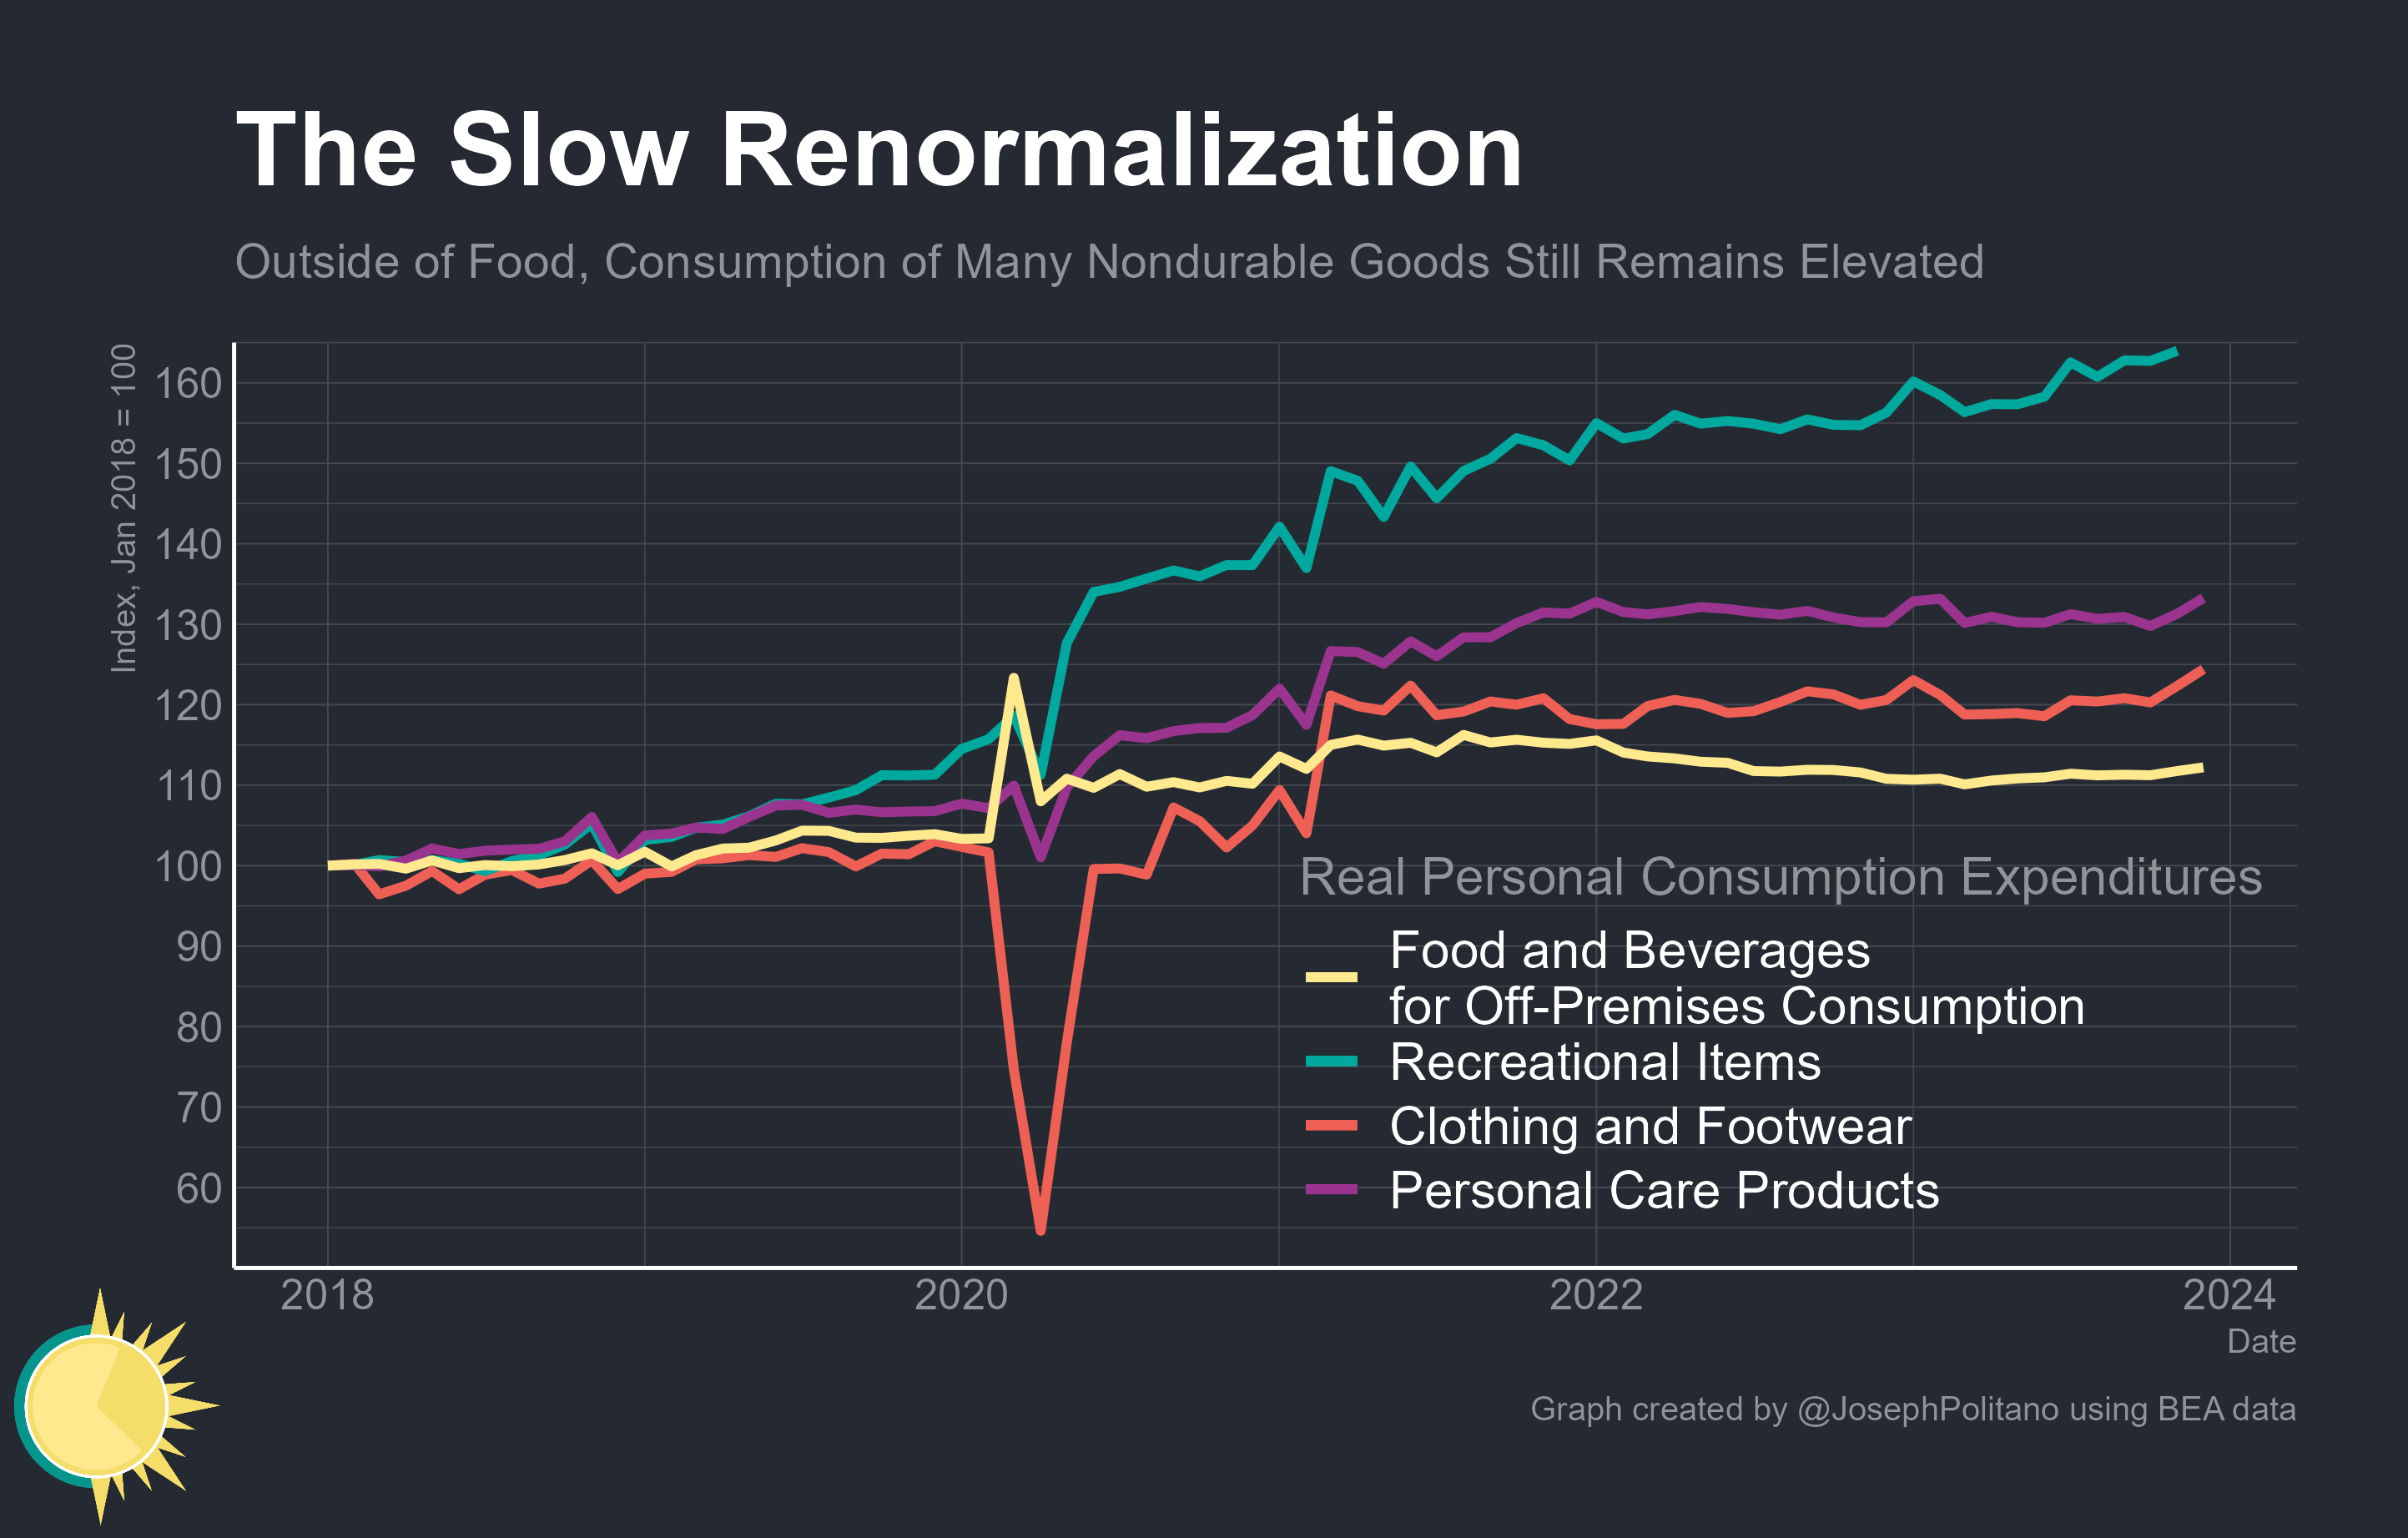 The Slow Renormalization
Outside of Food, Consumption of Many Nondurable Goods Still Remains Elevated
Index, Jan 2018 = 100
160
150
140
130
120
110
100
90
80
70
60
Real Personal Consumption Expenditures
Food and Beverages
for Off-Premises Consumption
Recreational Items
Clothing and Footwear
Personal Care Products
2018
2020
2022
2024
Date
Graph created by @JosephPolitano using BEA data